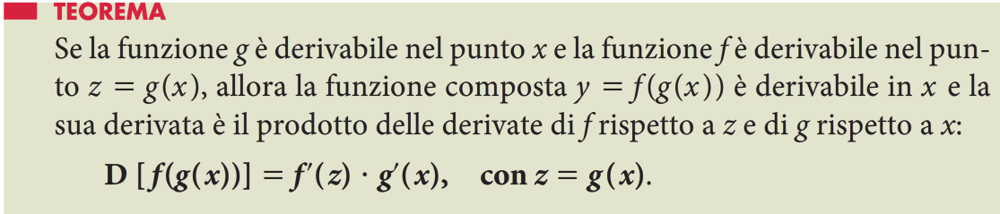 TEOREMA
Se la funzione g è derivabile nel punto x e la funzione f è derivabile nel pun-
to z = g(x), allora la funzione composta y = f(g(x)) è derivabile in x e la
sua derivata è il prodotto delle derivate di f rispetto a z e di g rispetto a x:
D [f(g(x))] = f′(z) · g′(x), con z = g(x).